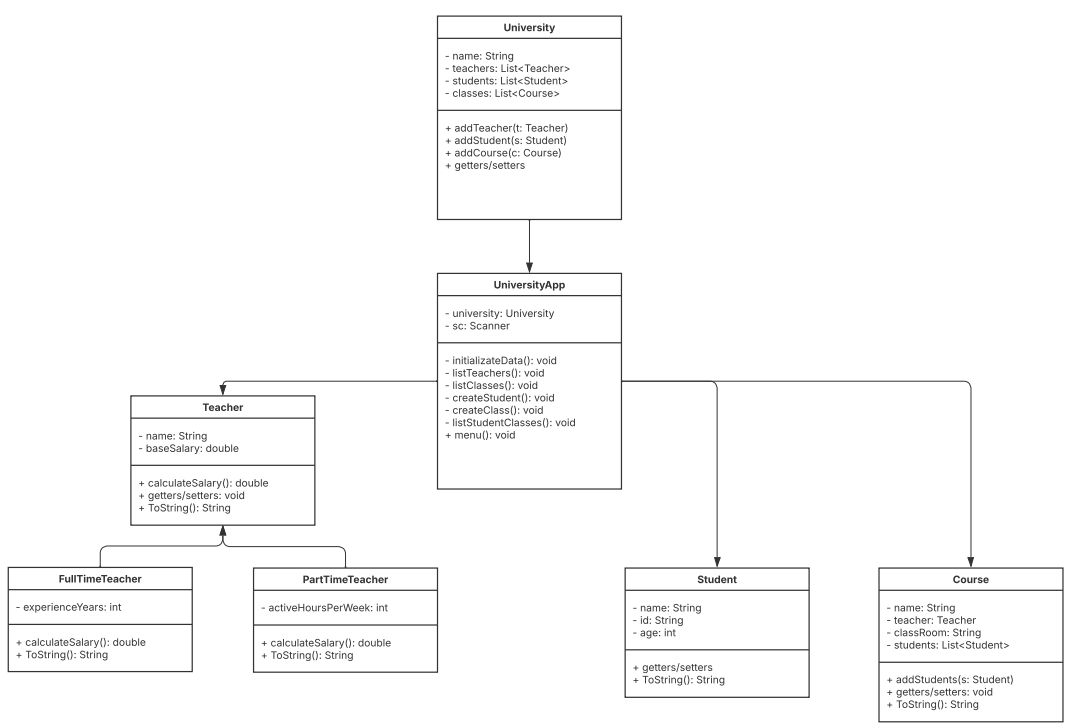 University
- name: String
- teachers: List<Teacher>
- students: List<Student>
- classes: List<Course>
+ addTeacher(t: Teacher)
+ addStudent(s: Student)
+ addCourse(c: Course)
+ getters/setters
UniversityApp
- university: University
- sc: Scanner
- initializateData(): void
- listTeachers(): void
- listClasses(): void
- createStudent(): void
- createClass(): void
- listStudentClasses(): void
+ menu(): void
Teacher
- name: String
- baseSalary: double
+ calculateSalary(): double
+ getters/setters: void
+ ToString(): String
FullTimeTeacher
- experienceYears: int
+ calculateSalary(): double
+ ToString(): String
PartTimeTeacher
- activeHoursPerWeek: int
+ calculateSalary(): double
+ ToString(): String
Student
- name: String
- id: String
- age: int
+ getters/setters
+ ToString(): String
Course
- name: String
- teacher: Teacher
- classRoom: String
- students: List<Student>
+ addStudents(s: Student)
+ getters/setters: void
+ ToString(): String